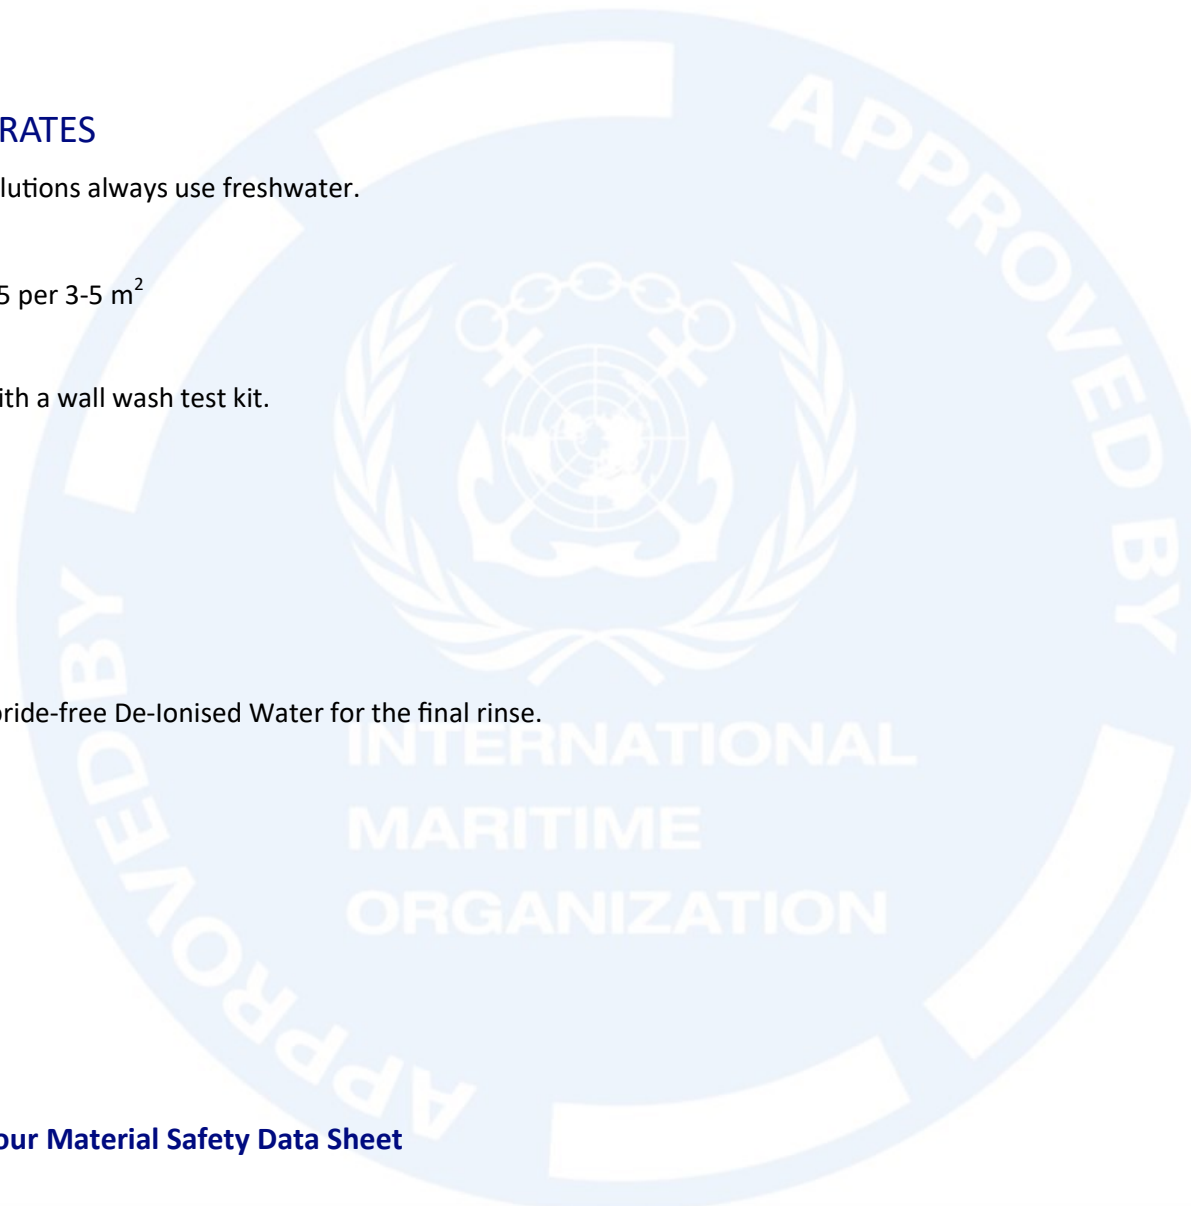 RATES
lutions always use freshwater.
5 per 3-5 m²
ith a wall wash test kit.
oride-free De-Ionised Water for the final rinse.
our Material Safety Data Sheet
APPROVED BY
INTERNATIONAL
MARITIME
ORGANIZATION
APPROVED BY